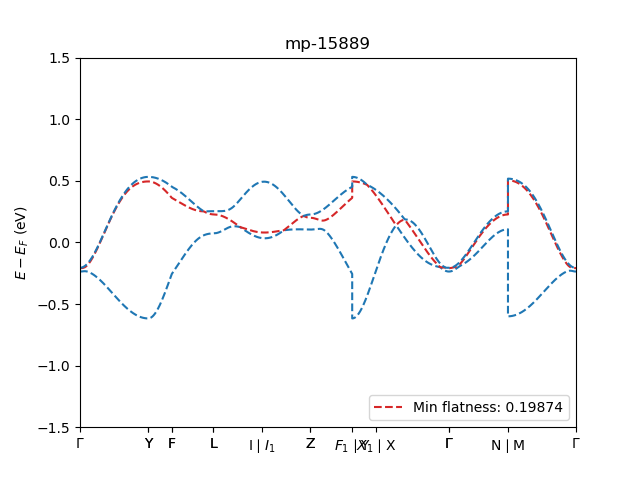 mp-15889
E − E_F (eV)
1.5
1.0
0.5
0.0
−0.5
−1.0
−1.5
Min flatness: 0.19874
Γ Y F L I | I₁ Z F₁ | Y X₁ | X Γ N | M Γ